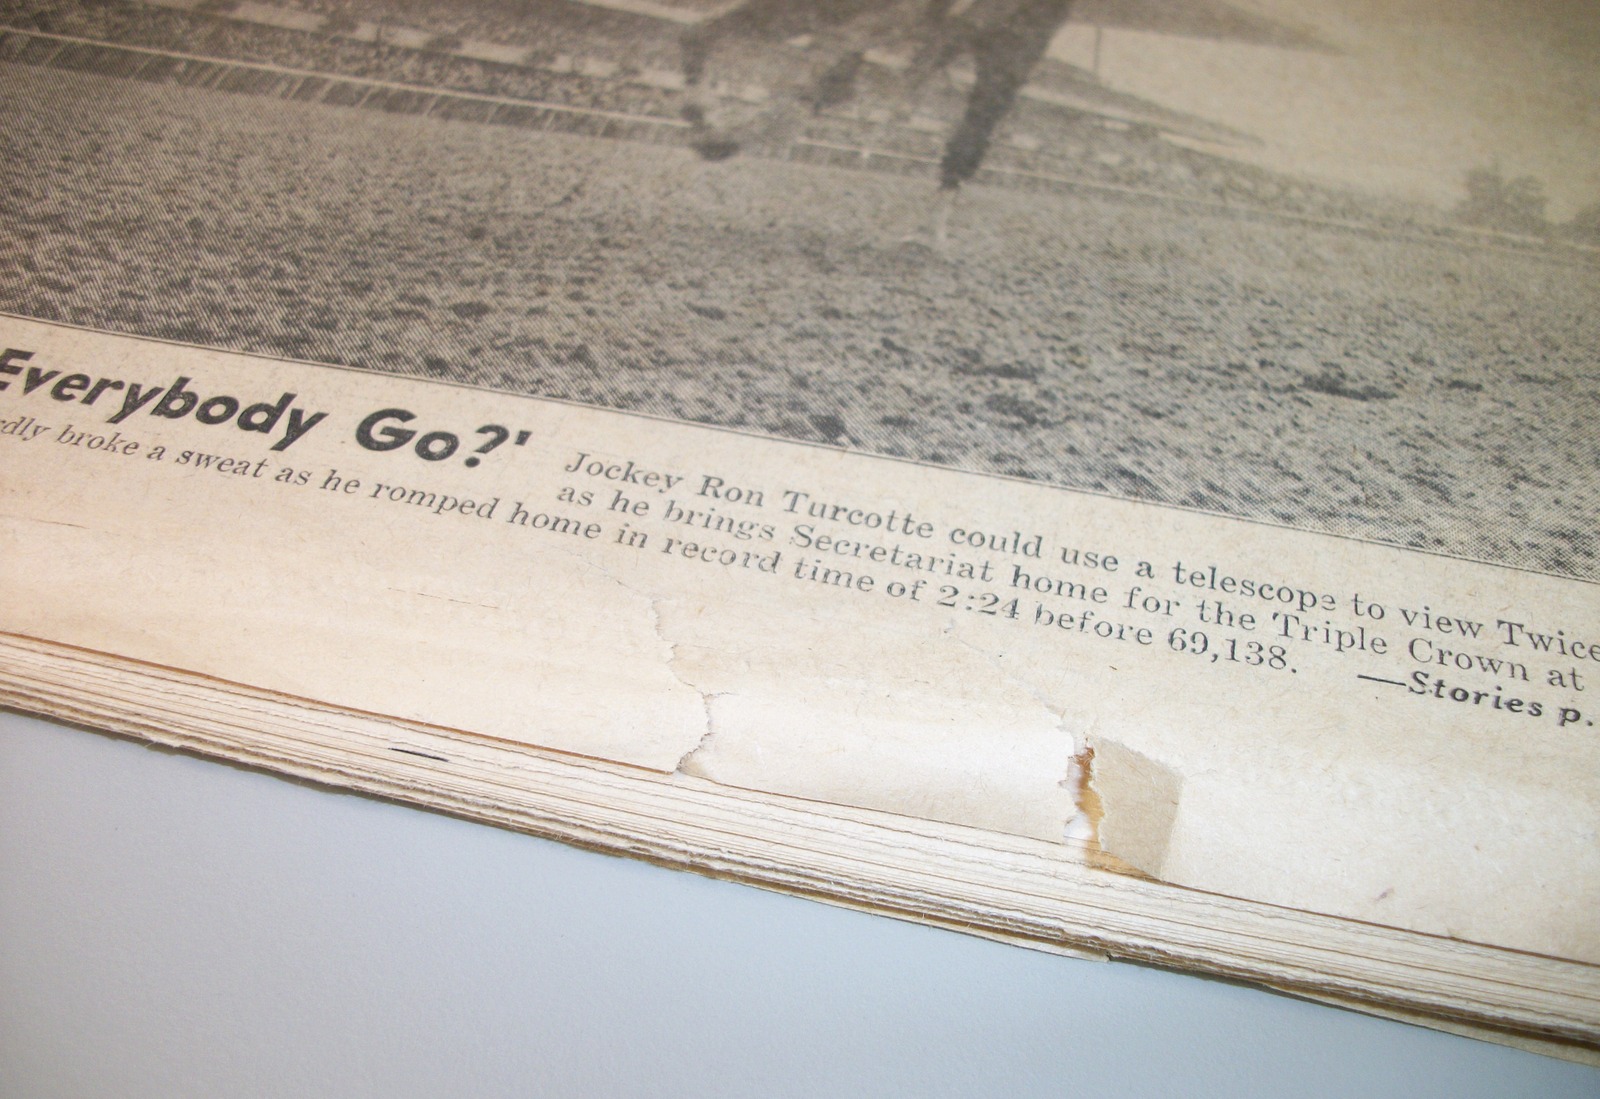 Everybody Go?'
Jockey Ron Turcotte could use a telescope to view Twice
as he brings Secretariat home for the Triple Crown at
rdly broke a sweat as he romped home in record time of 2:24 before 69,138.
—Stories p.